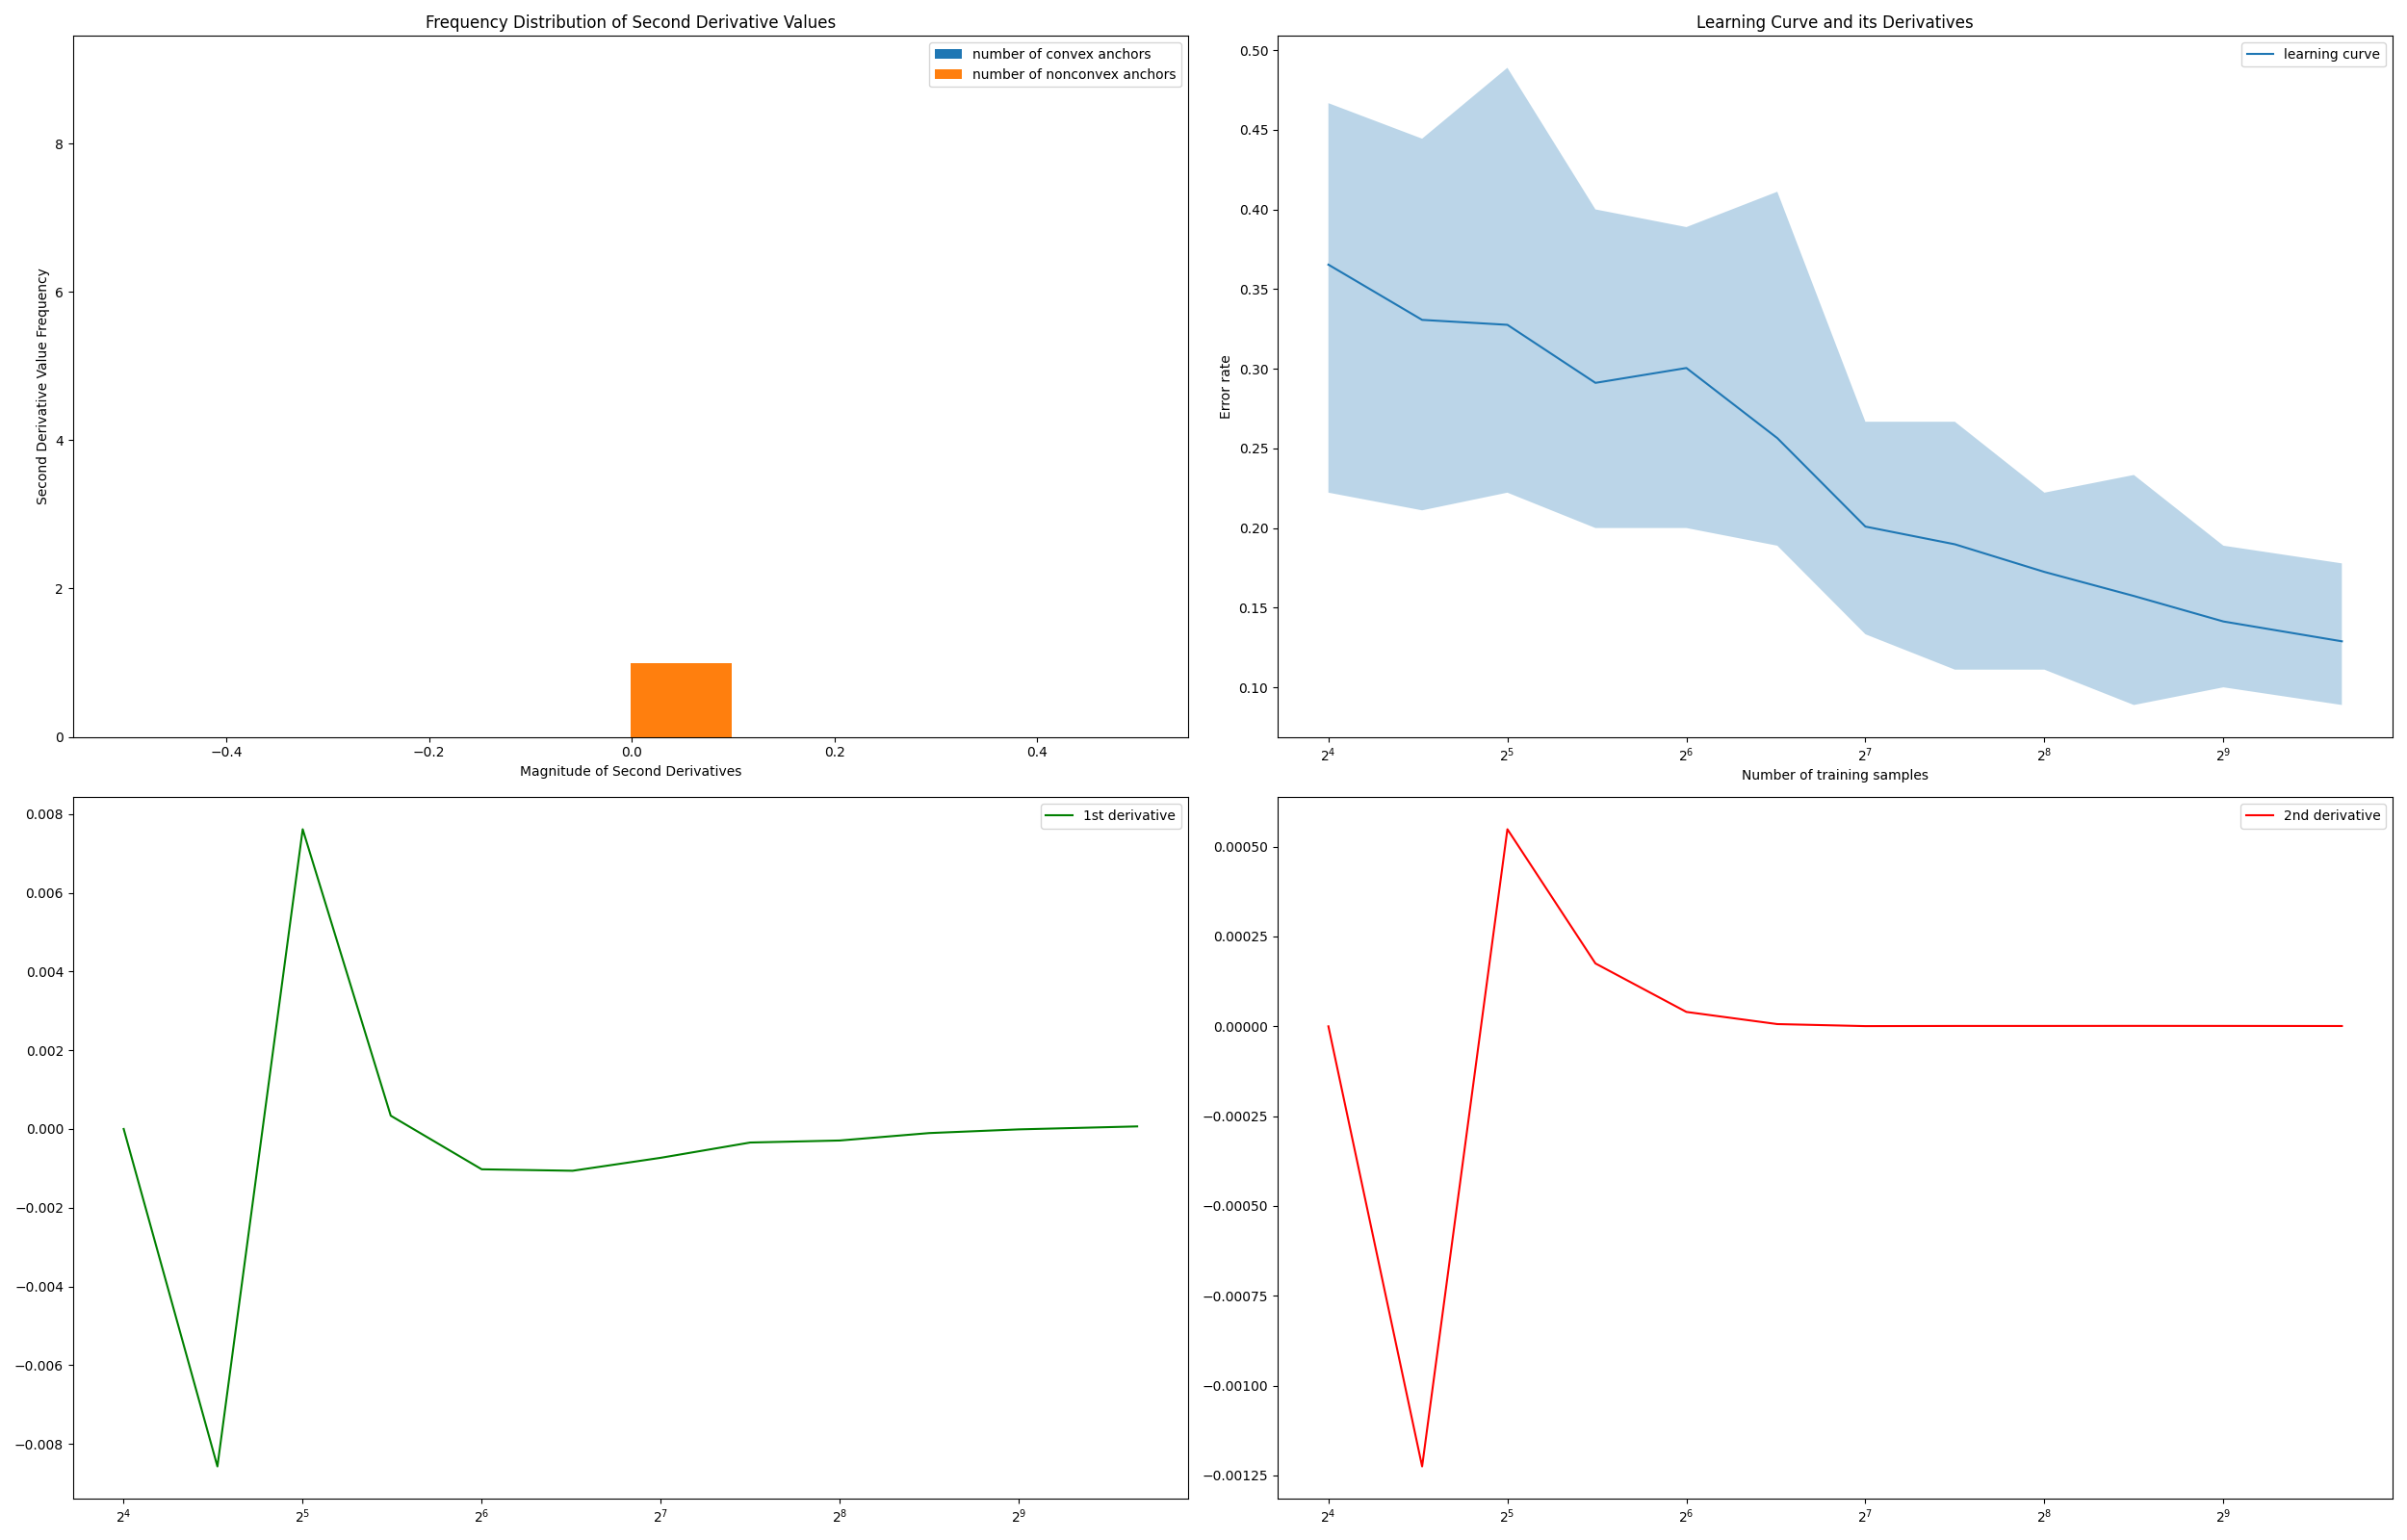 Frequency Distribution of Second Derivative Values
number of convex anchors
number of nonconvex anchors
Second Derivative Value Frequency
8
6
4
2
0
−0.4 −0.2 0.0 0.2 0.4
Magnitude of Second Derivatives
Learning Curve and its Derivatives
learning curve
Error rate
0.50
0.45
0.40
0.35
0.30
0.25
0.20
0.15
0.10
2⁴ 2⁵ 2⁶ 2⁷ 2⁸ 2⁹
Number of training samples
1st derivative
0.008
0.006
0.004
0.002
0.000
−0.002
−0.004
−0.006
−0.008
2⁴ 2⁵ 2⁶ 2⁷ 2⁸ 2⁹
2nd derivative
0.00050
0.00025
0.00000
−0.00025
−0.00050
−0.00075
−0.00100
−0.00125
2⁴ 2⁵ 2⁶ 2⁷ 2⁸ 2⁹